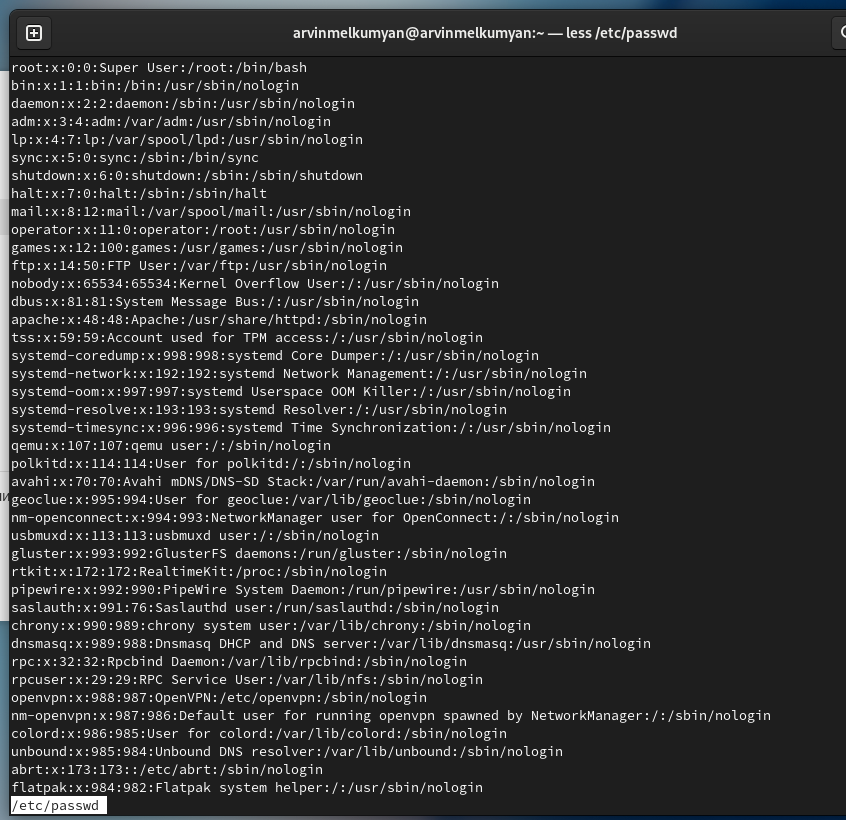 arvinmelkumyan@arvinmelkumyan:~ — less /etc/passwd
root:x:0:0:Super User:/root:/bin/bash
bin:x:1:1:bin:/bin:/usr/sbin/nologin
daemon:x:2:2:daemon:/sbin:/usr/sbin/nologin
adm:x:3:4:adm:/var/adm:/usr/sbin/nologin
lp:x:4:7:lp:/var/spool/lpd:/usr/sbin/nologin
sync:x:5:0:sync:/sbin:/bin/sync
shutdown:x:6:0:shutdown:/sbin:/sbin/shutdown
halt:x:7:0:halt:/sbin:/sbin/halt
mail:x:8:12:mail:/var/spool/mail:/usr/sbin/nologin
operator:x:11:0:operator:/root:/usr/sbin/nologin
games:x:12:100:games:/usr/games:/usr/sbin/nologin
ftp:x:14:50:FTP User:/var/ftp:/usr/sbin/nologin
nobody:x:65534:65534:Kernel Overflow User:/:/usr/sbin/nologin
dbus:x:81:81:System Message Bus:/:/usr/sbin/nologin
apache:x:48:48:Apache:/usr/share/httpd:/sbin/nologin
tss:x:59:59:Account used for TPM access:/:/usr/sbin/nologin
systemd-coredump:x:998:998:systemd Core Dumper:/:/usr/sbin/nologin
systemd-network:x:192:192:systemd Network Management:/:/usr/sbin/nologin
systemd-oom:x:997:997:systemd Userspace OOM Killer:/:/usr/sbin/nologin
systemd-resolve:x:193:193:systemd Resolver:/:/usr/sbin/nologin
systemd-timesync:x:996:996:systemd Time Synchronization:/:/usr/sbin/nologin
qemu:x:107:107:qemu user:/:/sbin/nologin
polkitd:x:114:114:User for polkitd:/:/sbin/nologin
avahi:x:70:70:Avahi mDNS/DNS-SD Stack:/var/run/avahi-daemon:/sbin/nologin
geoclue:x:995:994:User for geoclue:/var/lib/geoclue:/sbin/nologin
nm-openconnect:x:994:993:NetworkManager user for OpenConnect:/:/sbin/nologin
usbmuxd:x:113:113:usbmuxd user:/:/sbin/nologin
gluster:x:993:992:GlusterFS daemons:/run/gluster:/sbin/nologin
rtkit:x:172:172:RealtimeKit:/proc:/sbin/nologin
pipewire:x:992:990:PipeWire System Daemon:/run/pipewire:/usr/sbin/nologin
saslauth:x:991:76:Saslauthd user:/run/saslauthd:/sbin/nologin
chrony:x:990:989:chrony system user:/var/lib/chrony:/sbin/nologin
dnsmasq:x:989:988:Dnsmasq DHCP and DNS server:/var/lib/dnsmasq:/usr/sbin/nologin
rpc:x:32:32:Rpcbind Daemon:/var/lib/rpcbind:/sbin/nologin
rpcuser:x:29:29:RPC Service User:/var/lib/nfs:/sbin/nologin
openvpn:x:988:987:OpenVPN:/etc/openvpn:/sbin/nologin
nm-openvpn:x:987:986:Default user for running openvpn spawned by NetworkManager:/:/sbin/nologin
colord:x:986:985:User for colord:/var/lib/colord:/sbin/nologin
unbound:x:985:984:Unbound DNS resolver:/var/lib/unbound:/sbin/nologin
abrt:x:173:173::/etc/abrt:/sbin/nologin
flatpak:x:984:982:Flatpak system helper:/:/usr/sbin/nologin
/etc/passwd